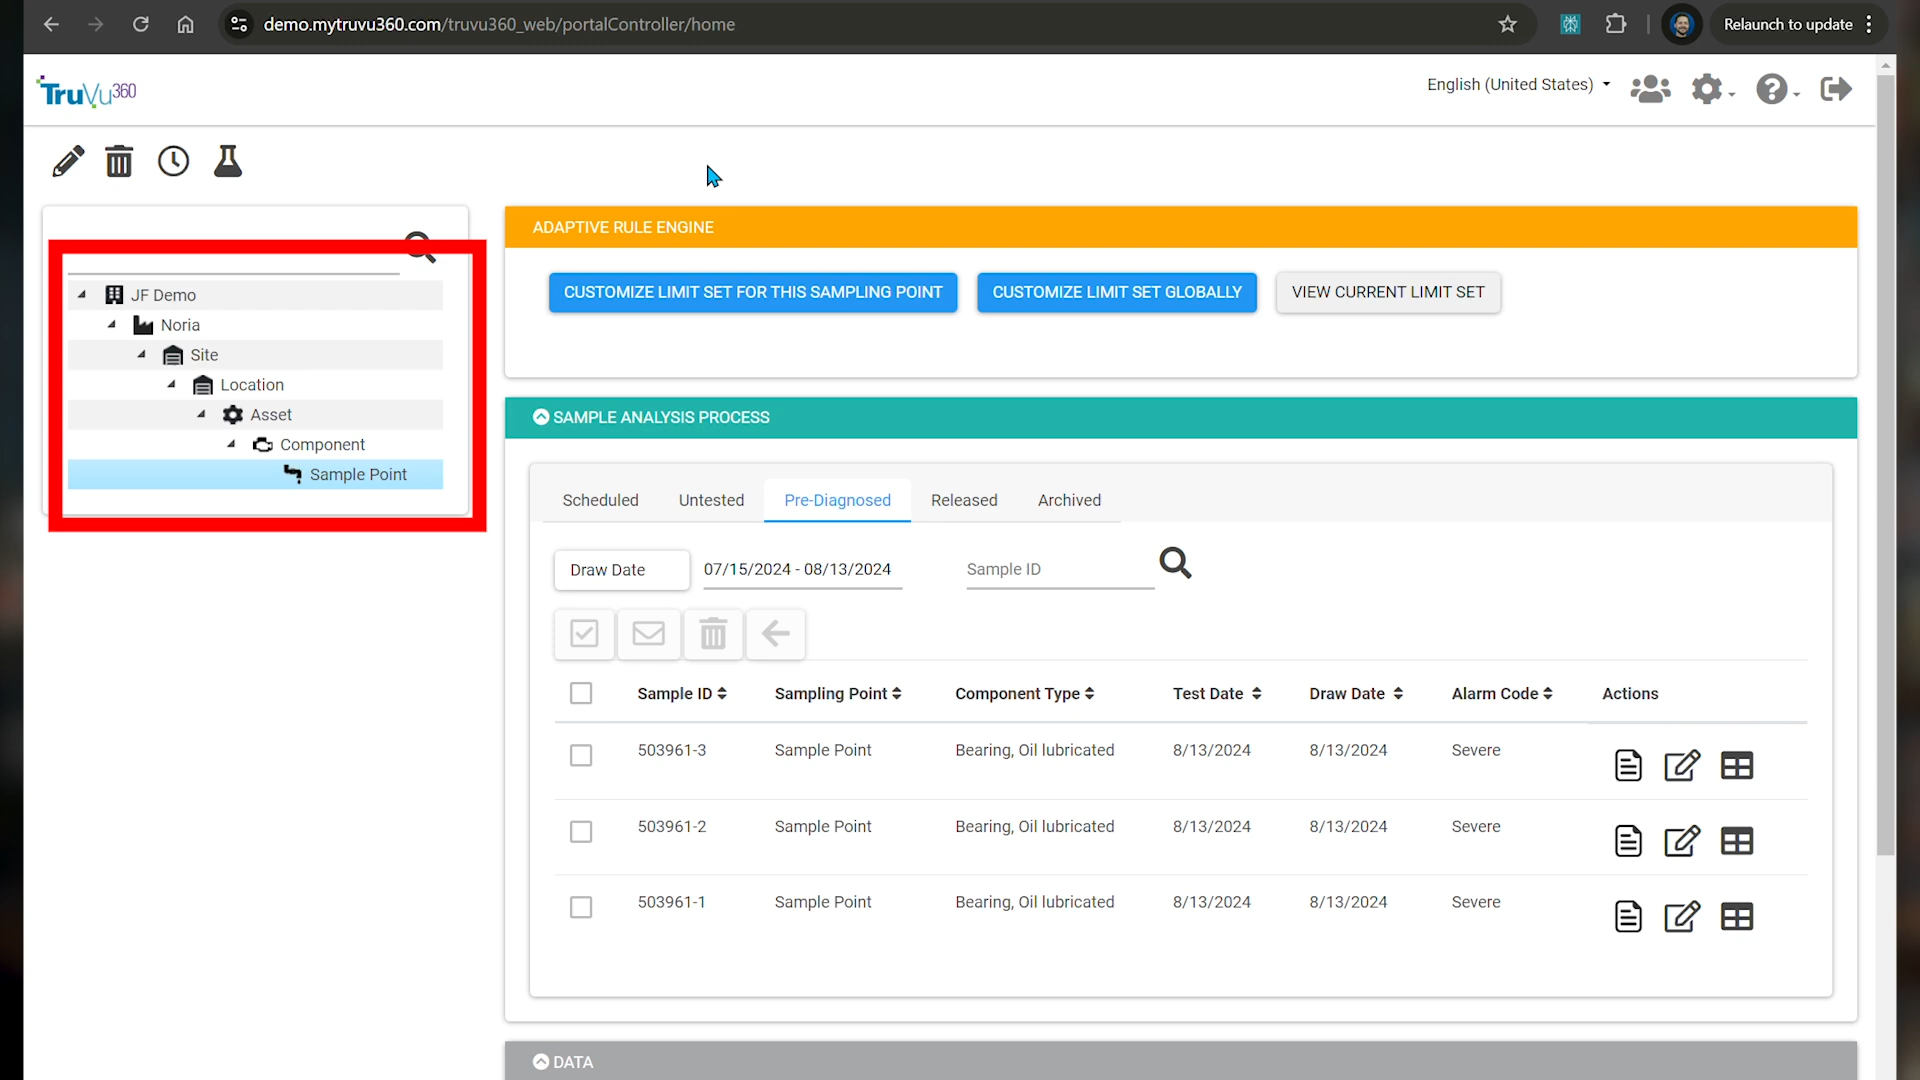 demo.mytruvu360.com/truvu360_web/portalController/home
Relaunch to update
TruVu360
English (United States)
JF Demo
Noria
Site
Location
Asset
Component
Sample Point
ADAPTIVE RULE ENGINE
CUSTOMIZE LIMIT SET FOR THIS SAMPLING POINT CUSTOMIZE LIMIT SET GLOBALLY VIEW CURRENT LIMIT SET
SAMPLE ANALYSIS PROCESS
Scheduled Untested Pre-Diagnosed Released Archived
Draw Date 07/15/2024 - 08/13/2024 Sample ID
Sample ID Sampling Point Component Type Test Date Draw Date Alarm Code Actions
503961-3 Sample Point Bearing, Oil lubricated 8/13/2024 8/13/2024 Severe
503961-2 Sample Point Bearing, Oil lubricated 8/13/2024 8/13/2024 Severe
503961-1 Sample Point Bearing, Oil lubricated 8/13/2024 8/13/2024 Severe
DATA